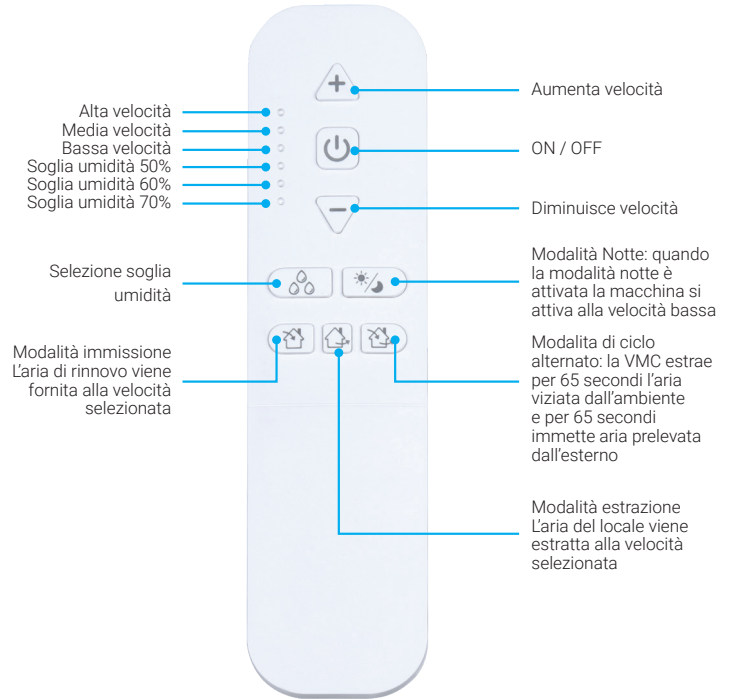 Alta velocità
Media velocità
Bassa velocità
Soglia umidità 50%
Soglia umidità 60%
Soglia umidità 70%
Selezione soglia
umidità
Modalità immissione
L'aria di rinnovo viene
fornita alla velocità
selezionata
Aumenta velocità
ON / OFF
Diminuisce velocità
Modalità Notte: quando
la modalità notte è
attivata la macchina si
attiva alla velocità bassa
Modalita di ciclo
alternato: la VMC estrae
per 65 secondi l'aria
viziata dall'ambiente
e per 65 secondi
immette aria prelevata
dall'esterno
Modalità estrazione
L'aria del locale viene
estratta alla velocità
selezionata